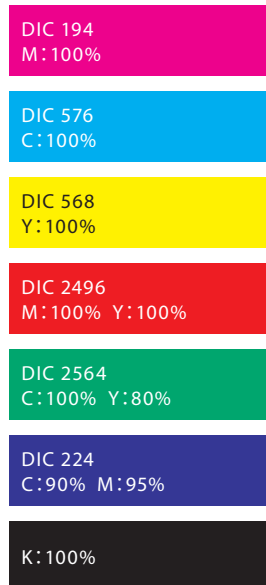 DIC 194
M：100%
DIC 576
C：100%
DIC 568
Y：100%
DIC 2496
M：100% Y：100%
DIC 2564
C：100% Y：80%
DIC 224
C：90% M：95%
K：100%